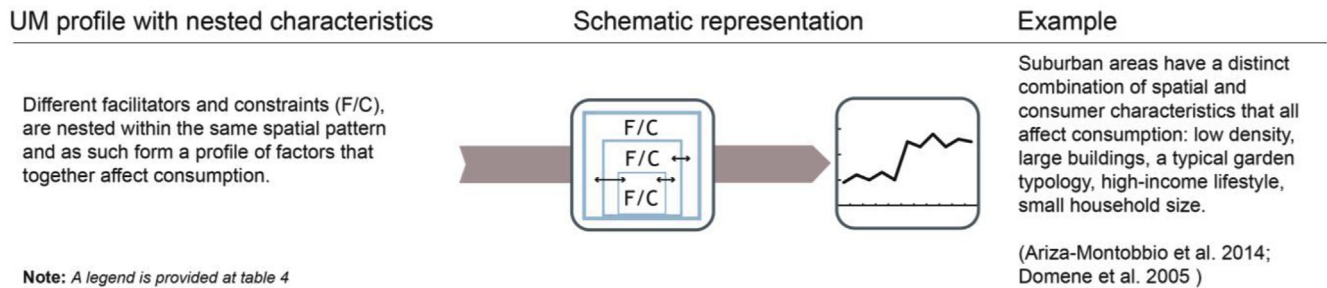 UM profile with nested characteristics
Schematic representation
Example
Different facilitators and constraints (F/C),
are nested within the same spatial pattern
and as such form a profile of factors that
together affect consumption.
F/C
F/C
F/C
Suburban areas have a distinct
combination of spatial and
consumer characteristics that all
affect consumption: low density,
large buildings, a typical garden
typology, high-income lifestyle,
small household size.
(Ariza-Montobbio et al. 2014;
Domene et al. 2005 )
Note: A legend is provided at table 4